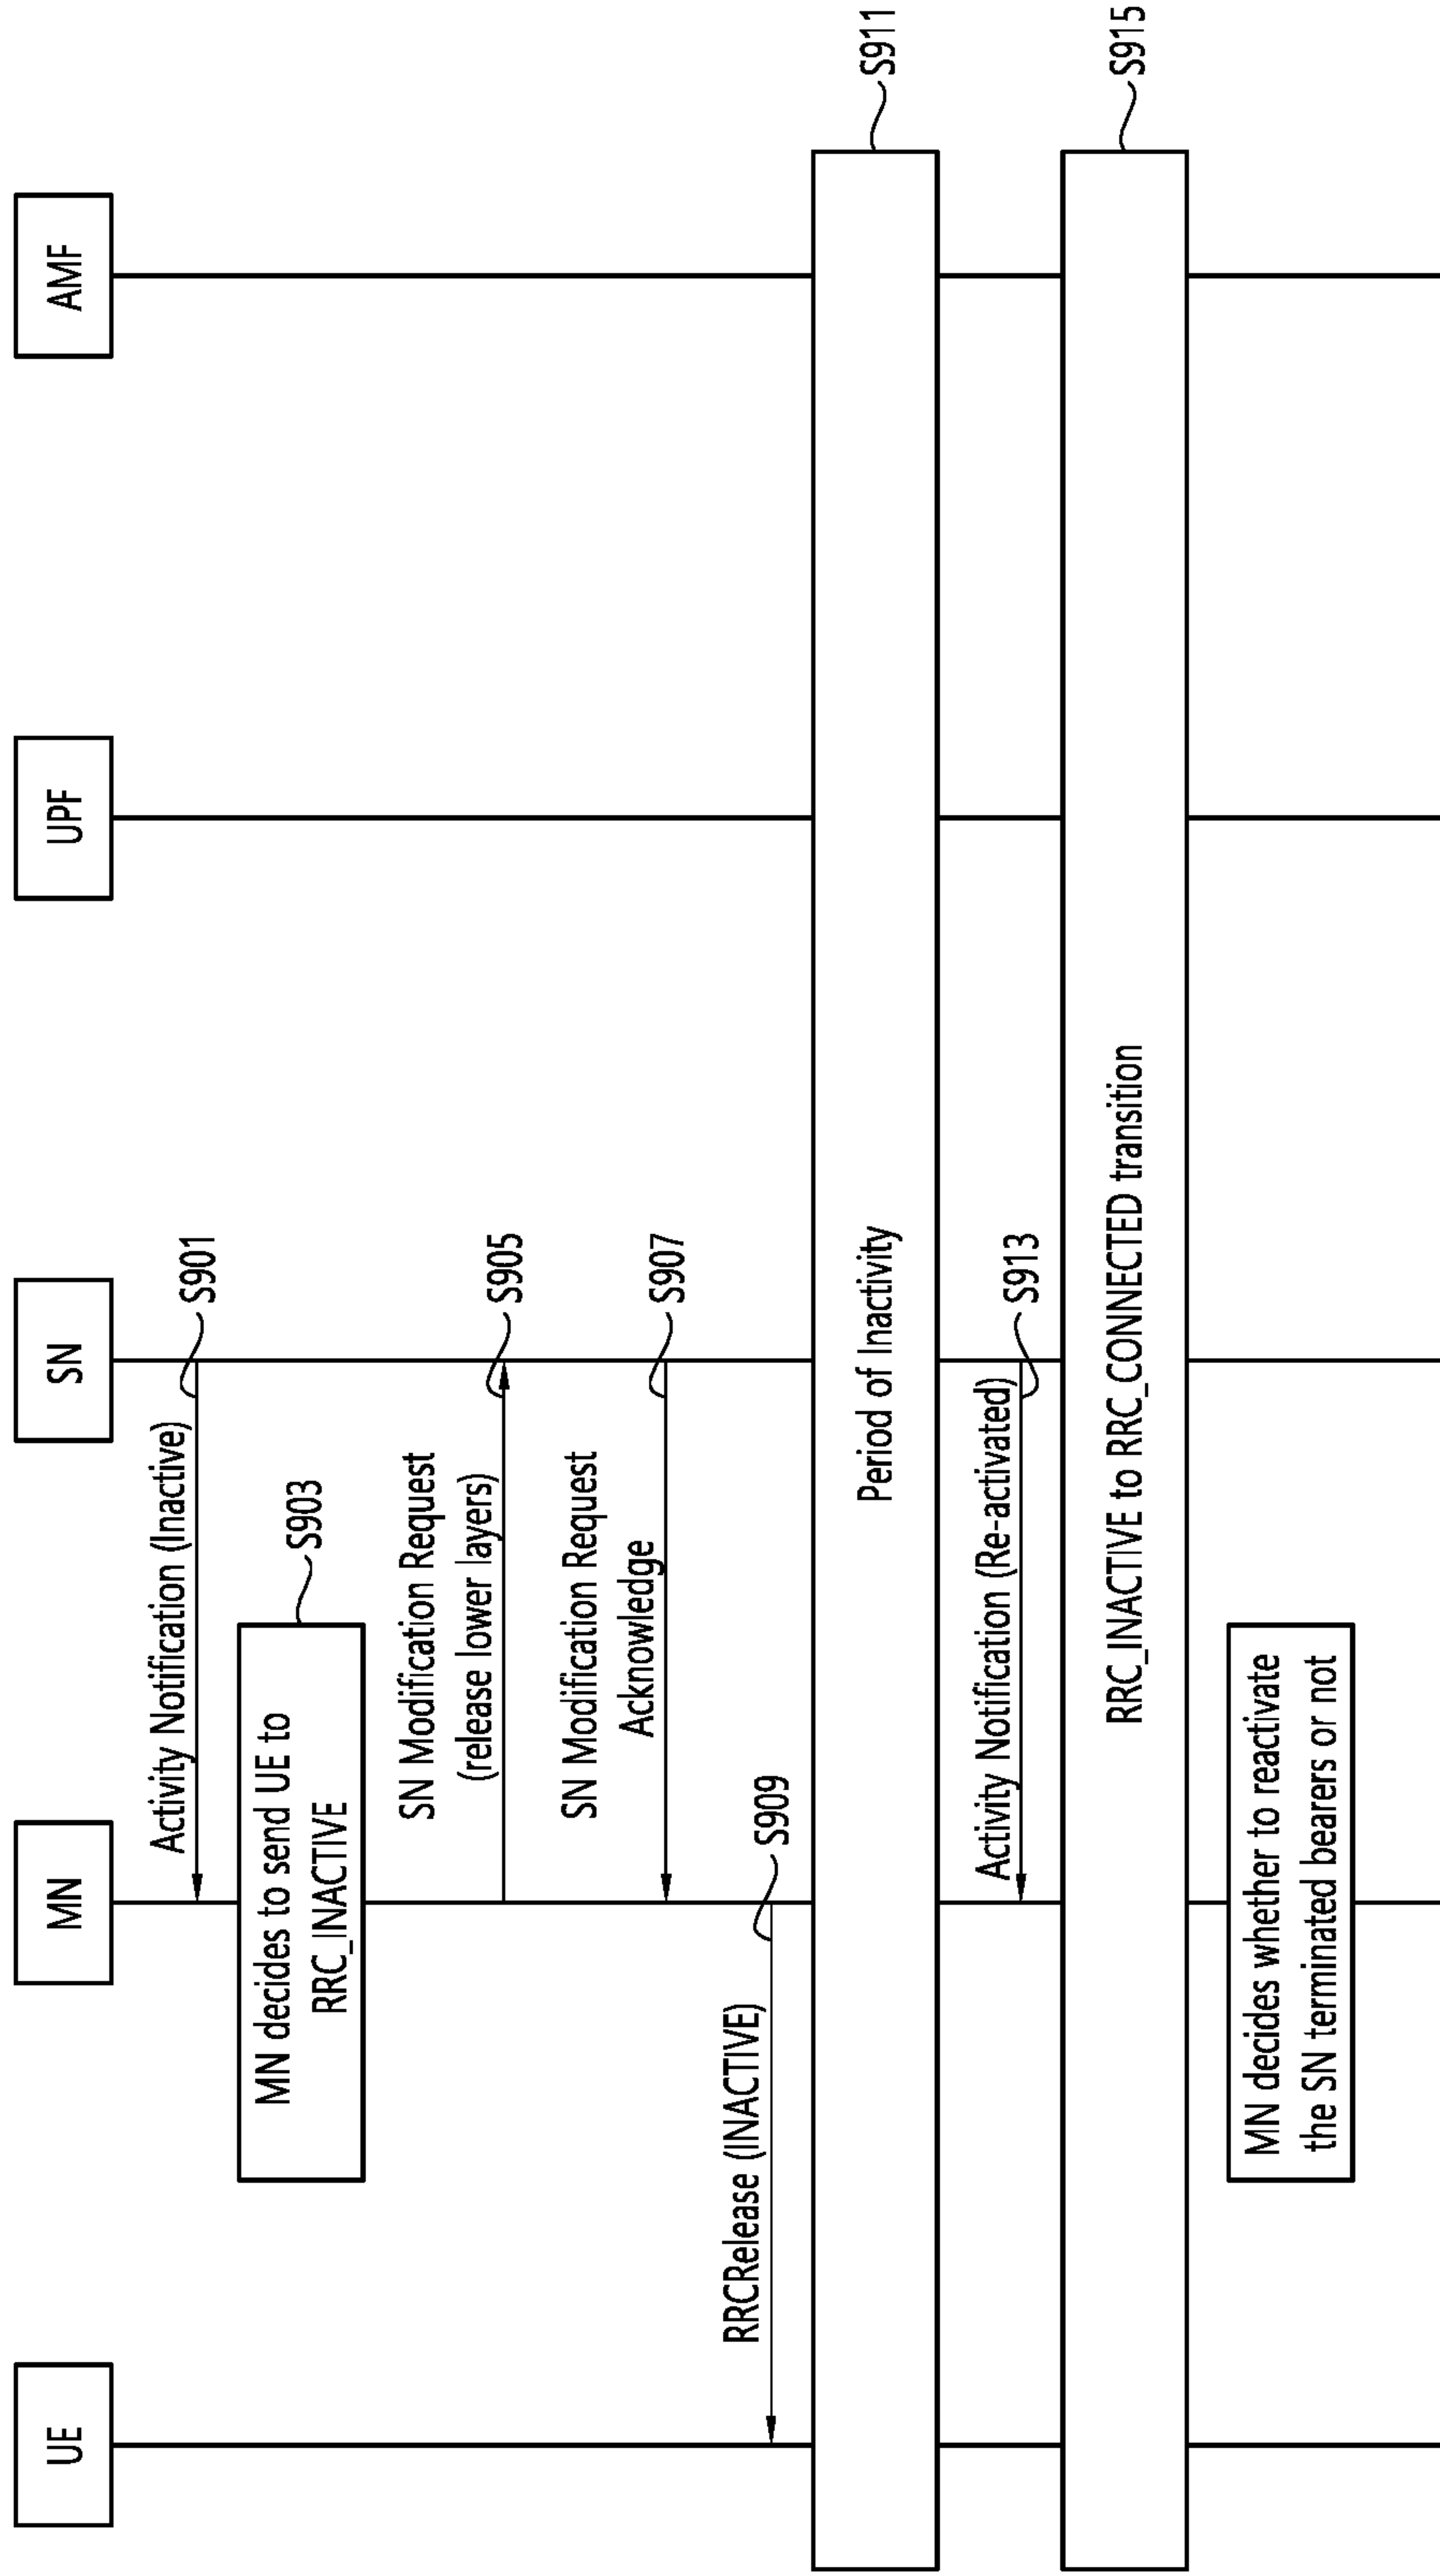 UE
MN
SN
UPF
AMF
Activity Notification (Inactive)
S901
MN decides to send UE to
RRC_INACTIVE
S903
SN Modification Request
(release lower layers)
S905
SN Modification Request
Acknowledge
S907
RRCRelease (INACTIVE)
S909
Period of Inactivity
S911
Activity Notification (Re-activated)
S913
RRC_INACTIVE to RRC_CONNECTED transition
S915
MN decides whether to reactivate
the SN terminated bearers or not